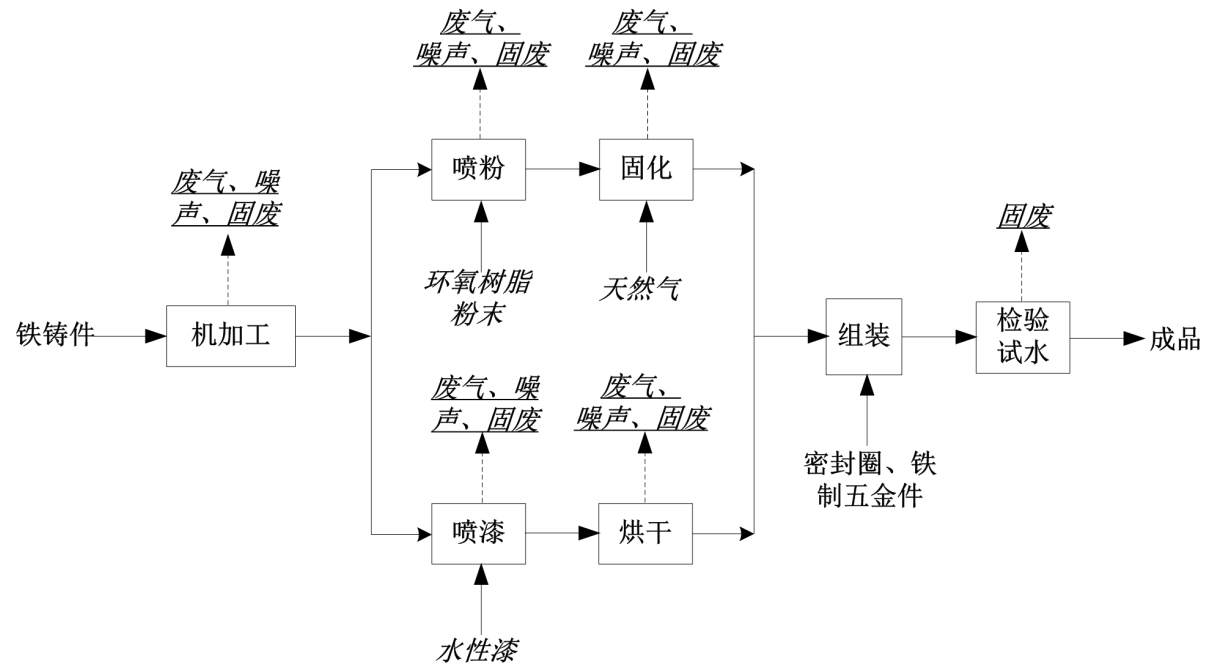 废气、
噪声、固废
废气、
噪声、固废
喷粉
固化
废气、噪
声、固废
固废
环氧树脂
粉末
天然气
铁铸件
机加工
组装
检验
试水
成品
废气、噪
声、固废
废气、
噪声、固废
密封圈、铁
制五金件
喷漆
烘干
水性漆